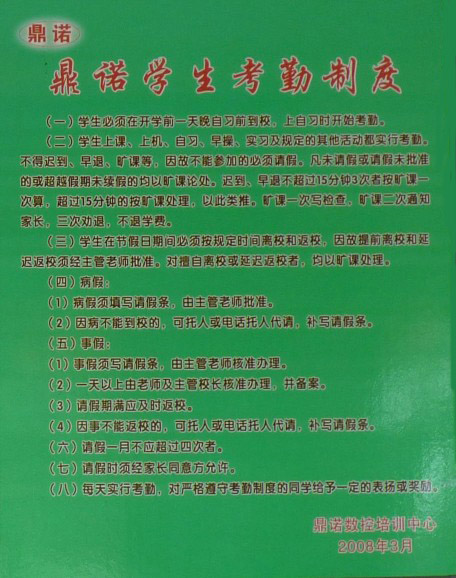 鼎诺
鼎诺学生考勤制度
（一）学生必须在开学前一天晚自习前到校，上自习时开始考勤。
（二）学生上课、上机、自习、早操、实习及规定的其他活动都实行考勤。
不得迟到、早退、旷课等，因故不能参加的必须请假。凡未请假或请假未批准
的或超越假期未续假的均以旷课论处。迟到、早退不超过15分钟3次者按旷课一
次算，超过15分钟的按旷课处理，以此类推。旷课一次写检查，旷课二次通知
家长，三次劝退，不退学费。
（三）学生在节假日期间必须按规定时间离校和返校，因故提前离校和延
迟返校须经主管老师批准。对擅自离校或延迟返校者，均以旷课处理。
（四）病假：
（1）病假须填写请假条，由主管老师批准。
（2）因病不能到校的，可托人或电话托人代请，补写请假条。
（五）事假：
（1）事假须写请假条，由主管老师核准办理。
（2）一天以上由老师及主管校长核准办理，并备案。
（3）请假期满应及时返校。
（4）因事不能返校的，可托人或电话托人代请，补写请假条。
（六）请假一月不应超过四次者。
（七）请假时须经家长同意方允许。
（八）每天实行考勤，对严格遵守考勤制度的同学给予一定的表扬或奖励。
鼎诺数控培训中心
2008年3月